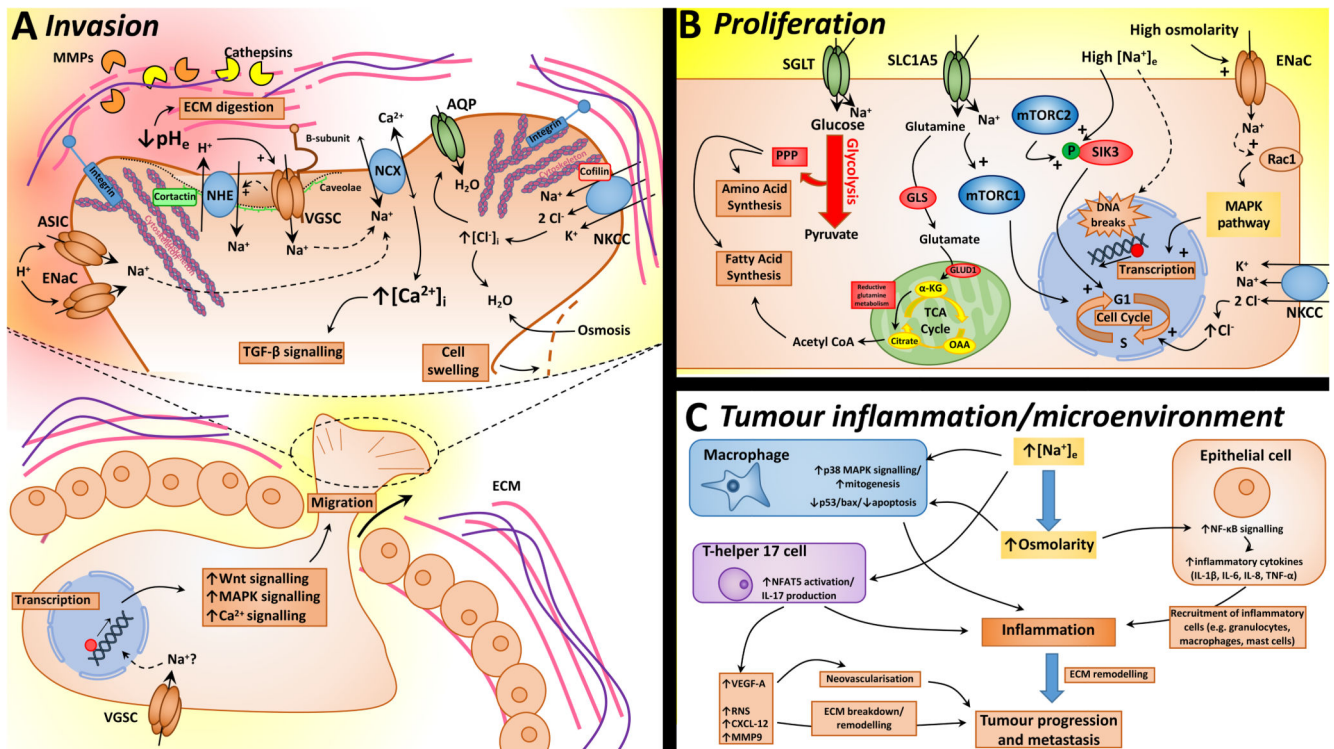 A Invasion
MMPs
Cathepsins
ECM digestion
↓pHe
H⁺
+
B-subunit
Ca²⁺
AQP
Integrin
Cytoskeleton
Cofilin
NCX
H₂O
Na⁺
2 Cl⁻
K⁺
NKCC
Integrin
Cortactin
NHE
+
Caveolae
VGSC
Cytoskeleton
Na⁺
Na⁺
Na⁺
↑[Cl⁻]i
ASIC
H⁺
ENaC
Na⁺
↑[Ca²⁺]i
H₂O
Osmosis
TGF-β signalling
Cell
swelling
ECM
Migration
Transcription
↑Wnt signalling
↑MAPK signalling
↑Ca²⁺ signalling
Na⁺?
VGSC
B Proliferation
SGLT
Na⁺
Glucose
Glycolysis
Pyruvate
PPP
Amino Acid
Synthesis
Fatty Acid
Synthesis
SLC1A5
Glutamine
Na⁺
+
GLS
mTORC1
Glutamate
GLUD1
Reductive
glutamine
metabolism
α-KG
TCA
Cycle
Citrate
OAA
Acetyl CoA
High [Na⁺]e
mTORC2
+
+
P
SIK3
High osmolarity
+
ENaC
Na⁺
+
Rac1
MAPK
pathway
DNA
breaks
Transcription
+
+
G1
Cell Cycle
S
+
K⁺
Na⁺
2 Cl⁻
↑Cl⁻
NKCC
C Tumour inflammation/microenvironment
Macrophage
↑p38 MAPK signalling/
↑mitogenesis
↓p53/bax/↓apoptosis
↑[Na⁺]e
↑Osmolarity
Epithelial cell
↑NF-κB signalling
↑inflammatory cytokines
(IL-1β, IL-6, IL-8, TNF-α)
T-helper 17 cell
↑NFAT5 activation/
IL-17 production
Inflammation
Recruitment of inflammatory
cells (e.g. granulocytes,
macrophages, mast cells)
↑VEGF-A
↑RNS
↑CXCL-12
↑MMP9
Neovascularisation
ECM breakdown/
remodelling
ECM remodelling
Tumour progression
and metastasis